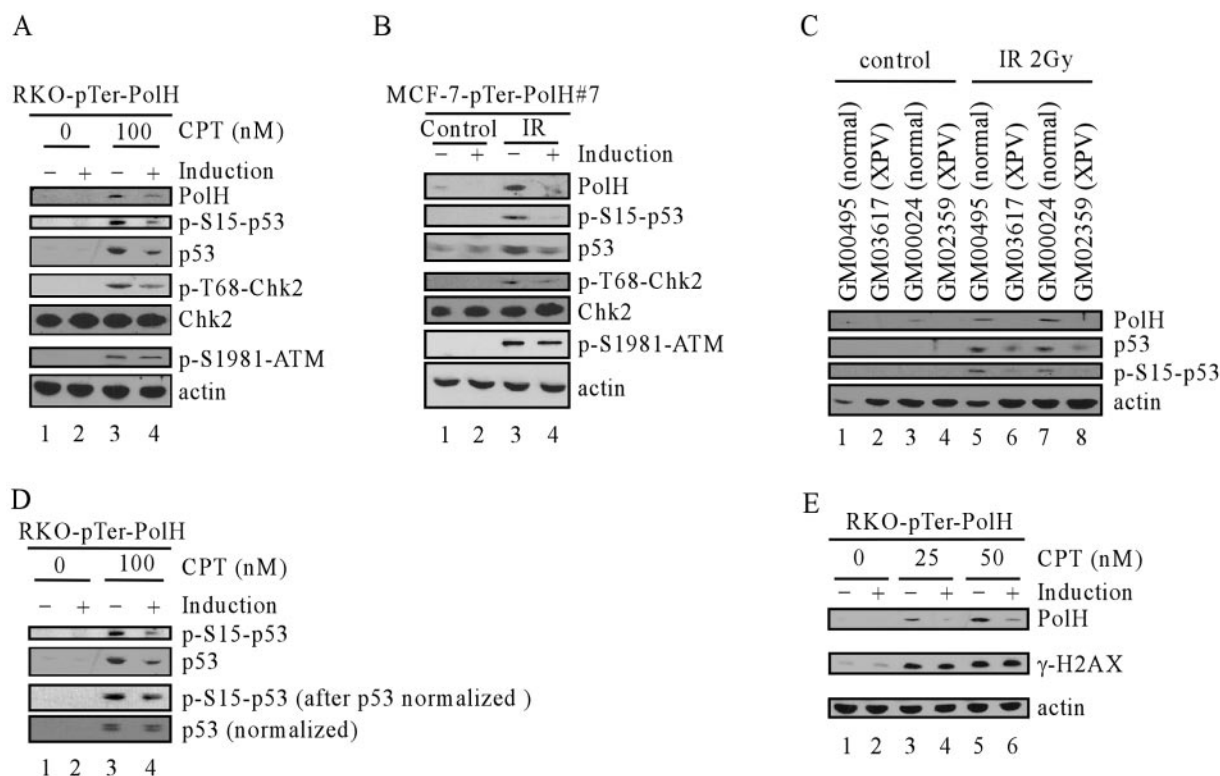 A
RKO-pTer-PolH
0 100 CPT (nM)
− + − + Induction
PolH
p-S15-p53
p53
p-T68-Chk2
Chk2
p-S1981-ATM
actin
1 2 3 4
B
MCF-7-pTer-PolH#7
Control IR
− + − + Induction
PolH
p-S15-p53
p53
p-T68-Chk2
Chk2
p-S1981-ATM
actin
1 2 3 4
C
control IR 2Gy
GM00495 (normal)
GM03617 (XPV)
GM00024 (normal)
GM02359 (XPV)
GM00495 (normal)
GM03617 (XPV)
GM00024 (normal)
GM02359 (XPV)
PolH
p53
p-S15-p53
actin
1 2 3 4 5 6 7 8
D
RKO-pTer-PolH
0 100 CPT (nM)
− + − + Induction
p-S15-p53
p53
p-S15-p53 (after p53 normalized )
p53 (normalized)
1 2 3 4
E
RKO-pTer-PolH
0 25 50 CPT (nM)
− + − + − + Induction
PolH
γ-H2AX
actin
1 2 3 4 5 6